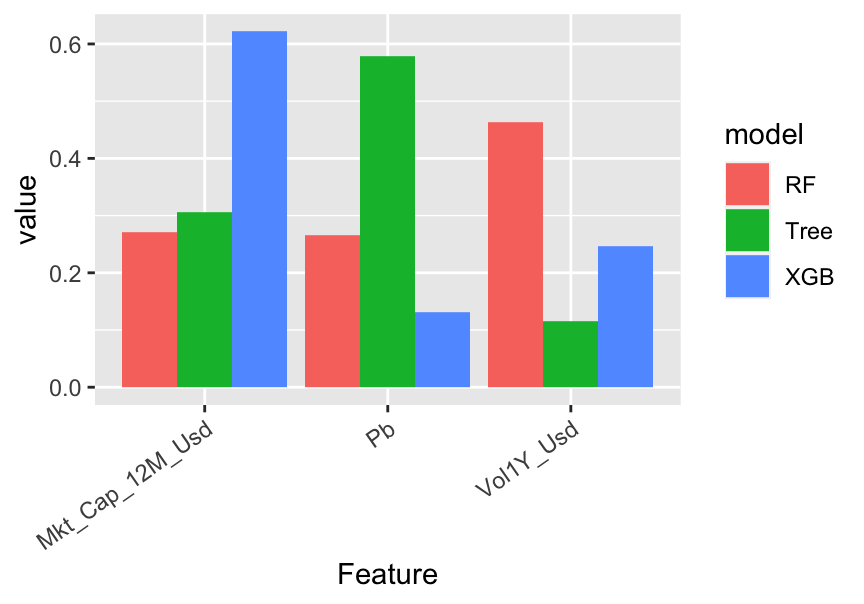 value
0.6
0.4
0.2
0.0
Mkt_Cap_12M_Usd
Pb
Vol1Y_Usd
Feature
model
RF
Tree
XGB